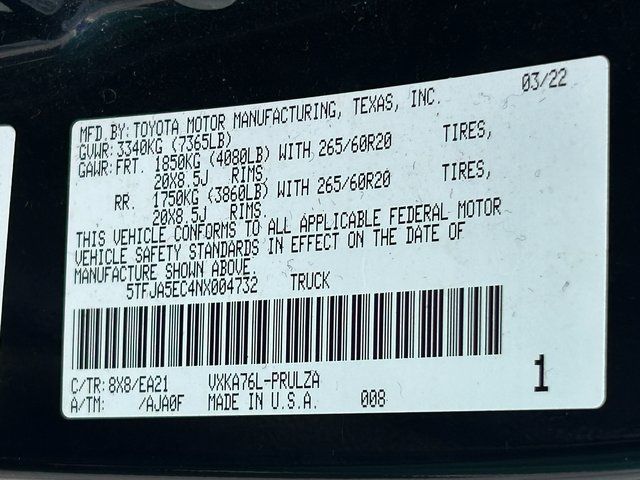 03/22
MFD. BY: TOYOTA MOTOR MANUFACTURING, TEXAS, INC.
GVWR: 3340KG (7365LB)
GAWR: FRT. 1850KG (4080LB) WITH 265/60R20 TIRES,
20X8.5J RIMS,
RR. 1750KG (3860LB) WITH 265/60R20 TIRES,
20X8.5J RIMS.
THIS VEHICLE CONFORMS TO ALL APPLICABLE FEDERAL MOTOR
VEHICLE SAFETY STANDARDS IN EFFECT ON THE DATE OF
MANUFACTURE SHOWN ABOVE.
5TFJA5EC4NX004732 TRUCK
C/TR: 8X8/EA21 VXKA76L-PRULZA
A/TM: /AJA0F MADE IN U.S.A. 008
1